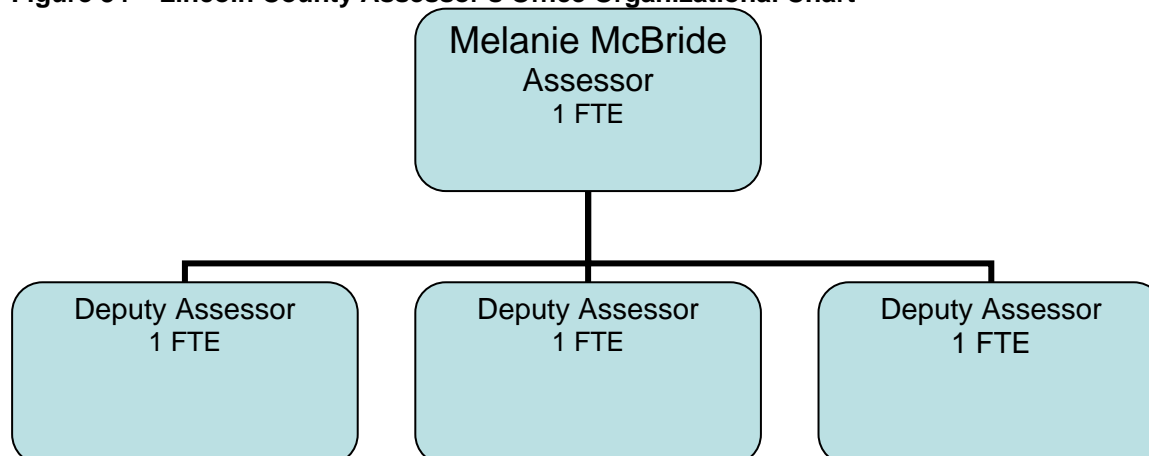 Lincoln County Assessor's Office Organizational Chart
Melanie McBride
Assessor
1 FTE
Deputy Assessor
1 FTE
Deputy Assessor
1 FTE
Deputy Assessor
1 FTE